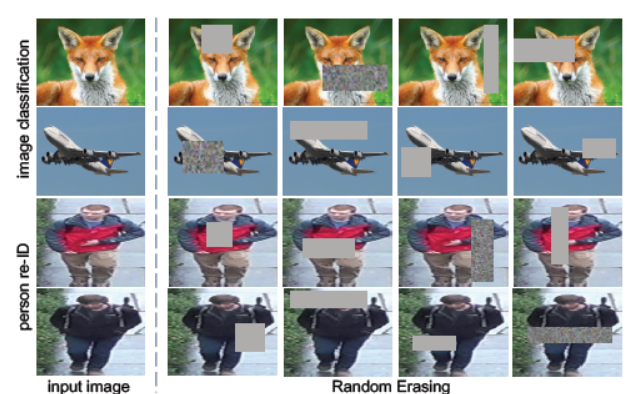 image classification
person re-ID
input image
Random Erasing